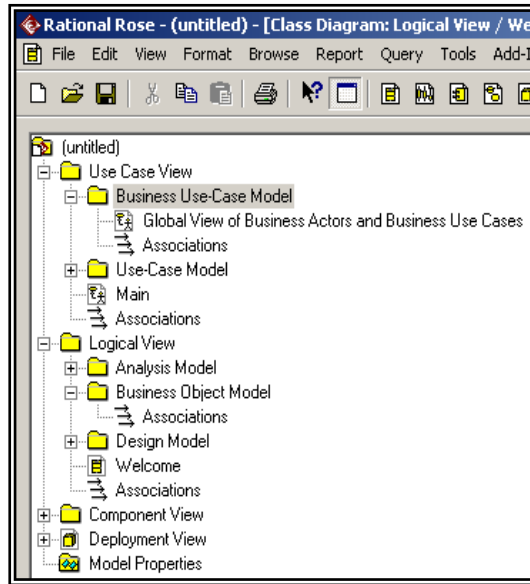 Rational Rose - (untitled) - [Class Diagram: Logical View / We
File Edit View Format Browse Report Query Tools Add-I
(untitled)
Use Case View
Business Use-Case Model
Global View of Business Actors and Business Use Cases
Associations
Use-Case Model
Main
Associations
Logical View
Analysis Model
Business Object Model
Associations
Design Model
Welcome
Associations
Component View
Deployment View
Model Properties